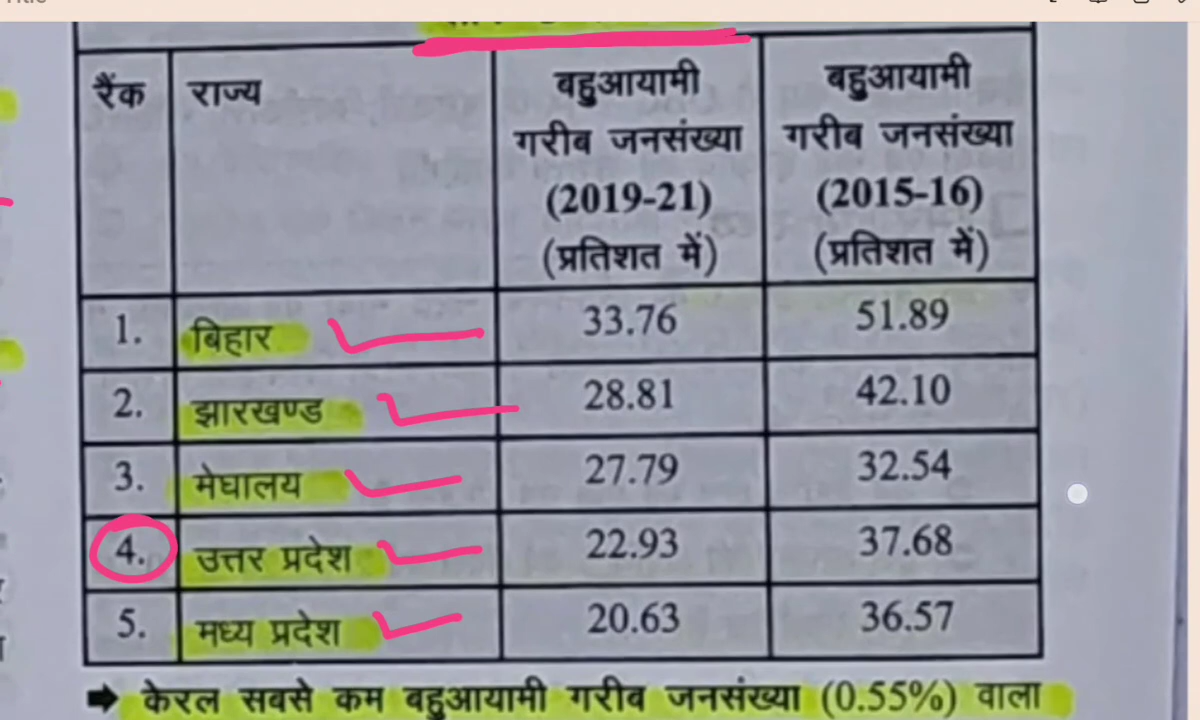 रैंक राज्य बहुआयामी गरीब जनसंख्या (2019-21) (प्रतिशत में) बहुआयामी गरीब जनसंख्या (2015-16) (प्रतिशत में)
1. बिहार 33.76 51.89
2. झारखण्ड 28.81 42.10
3. मेघालय 27.79 32.54
4. उत्तर प्रदेश 22.93 37.68
5. मध्य प्रदेश 20.63 36.57
➡ केरल सबसे कम बहुआयामी गरीब जनसंख्या (0.55%) वाला